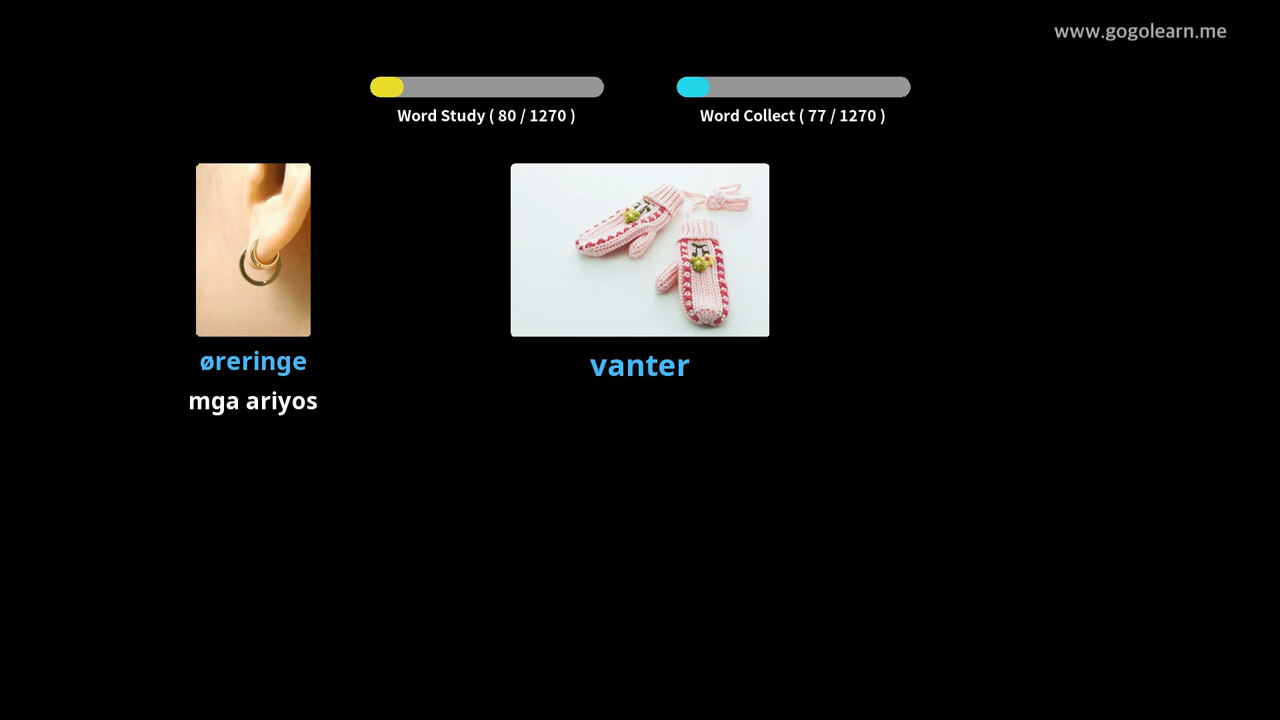 www.gogolearn.me
Word Study ( 80 / 1270 )
Word Collect ( 77 / 1270 )
øreringe
mga ariyos
vanter